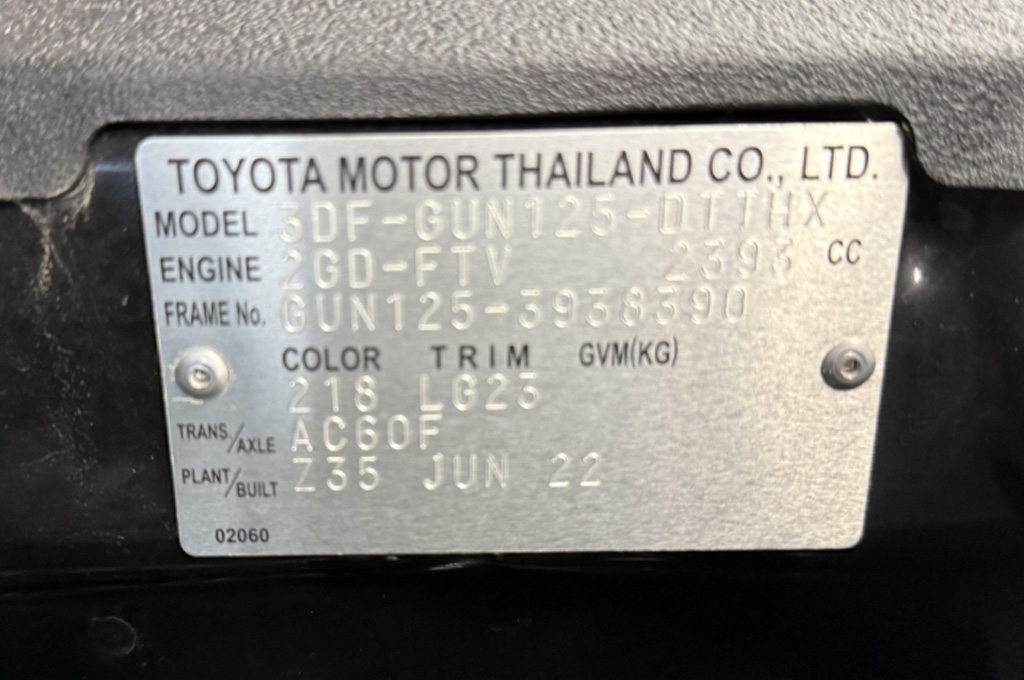 TOYOTA MOTOR THAILAND CO., LTD.
MODEL 3DF-GUN125-DTTHX
ENGINE 2GD-FTV 2393 CC
FRAME No. GUN125-3938390
COLOR TRIM GVM(KG)
218 LG23
TRANS./AXLE AC60F
PLANT/BUILT Z35 JUN 22
02060